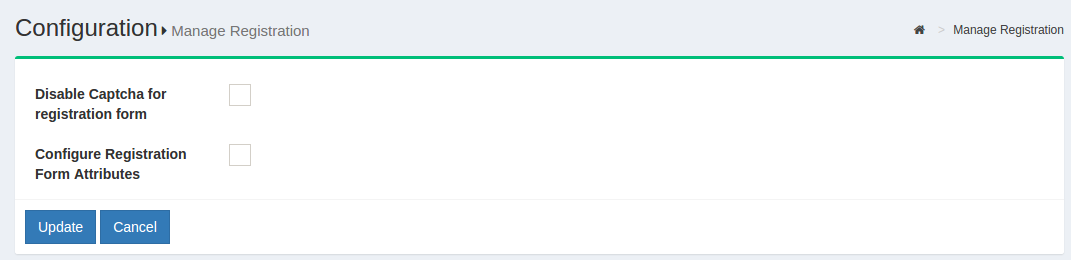 Configuration Manage Registration
> Manage Registration
Disable Captcha for
registration form
Configure Registration
Form Attributes
Update Cancel